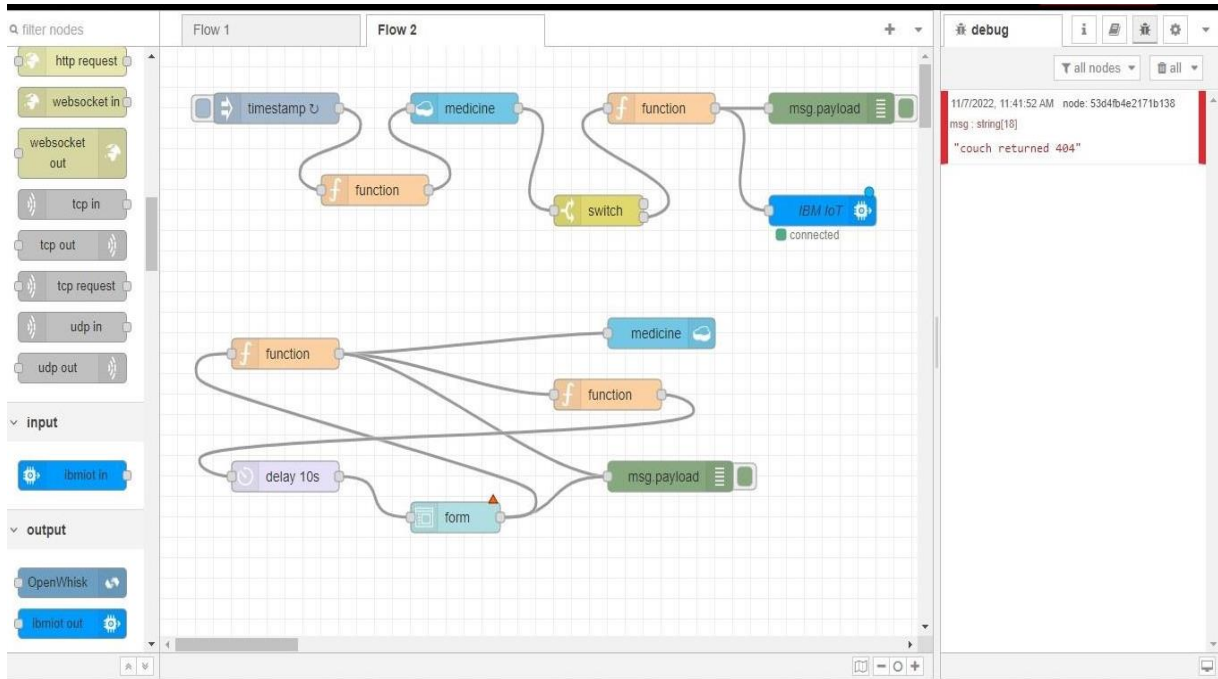 filter nodes
http request
websocket in
websocket
out
tcp in
tcp out
tcp request
udp in
udp out
input
ibmiot in
output
OpenWhisk
ibmiot out
Flow 1
Flow 2
timestamp ↻
medicine
function
msg.payload
function
switch
IBM IoT
connected
medicine
function
function
delay 10s
msg.payload
form
debug
i
all nodes
all
11/7/2022, 11:41:52 AM node: 53d4fb4e2171b138
msg : string[18]
"couch returned 404"